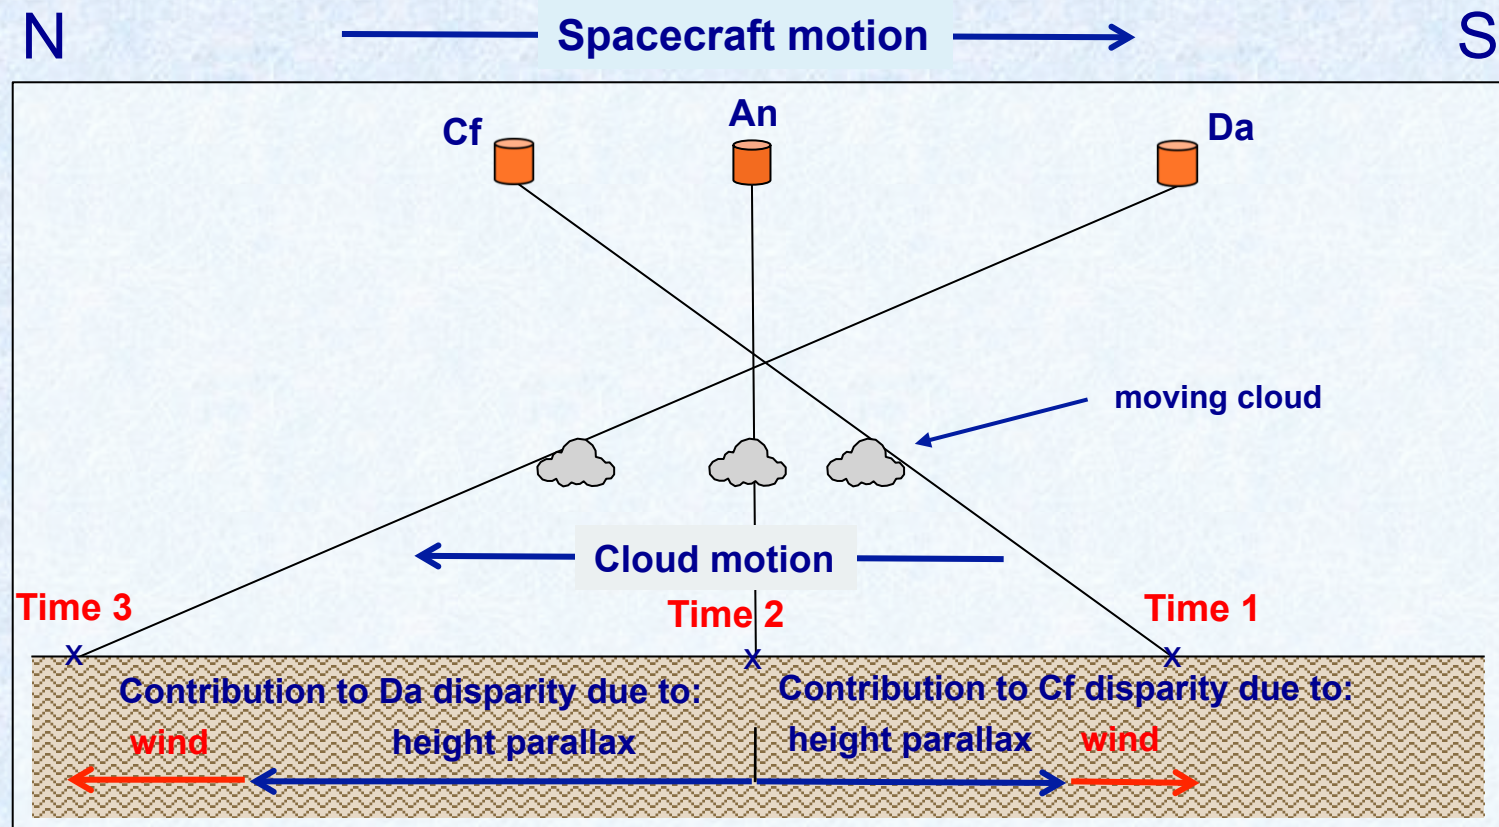 N
Spacecraft motion
S
Cf
An
Da
moving cloud
Cloud motion
Time 3
Time 2
Time 1
x
x
x
Contribution to Da disparity due to:
wind
height parallax
Contribution to Cf disparity due to:
height parallax
wind